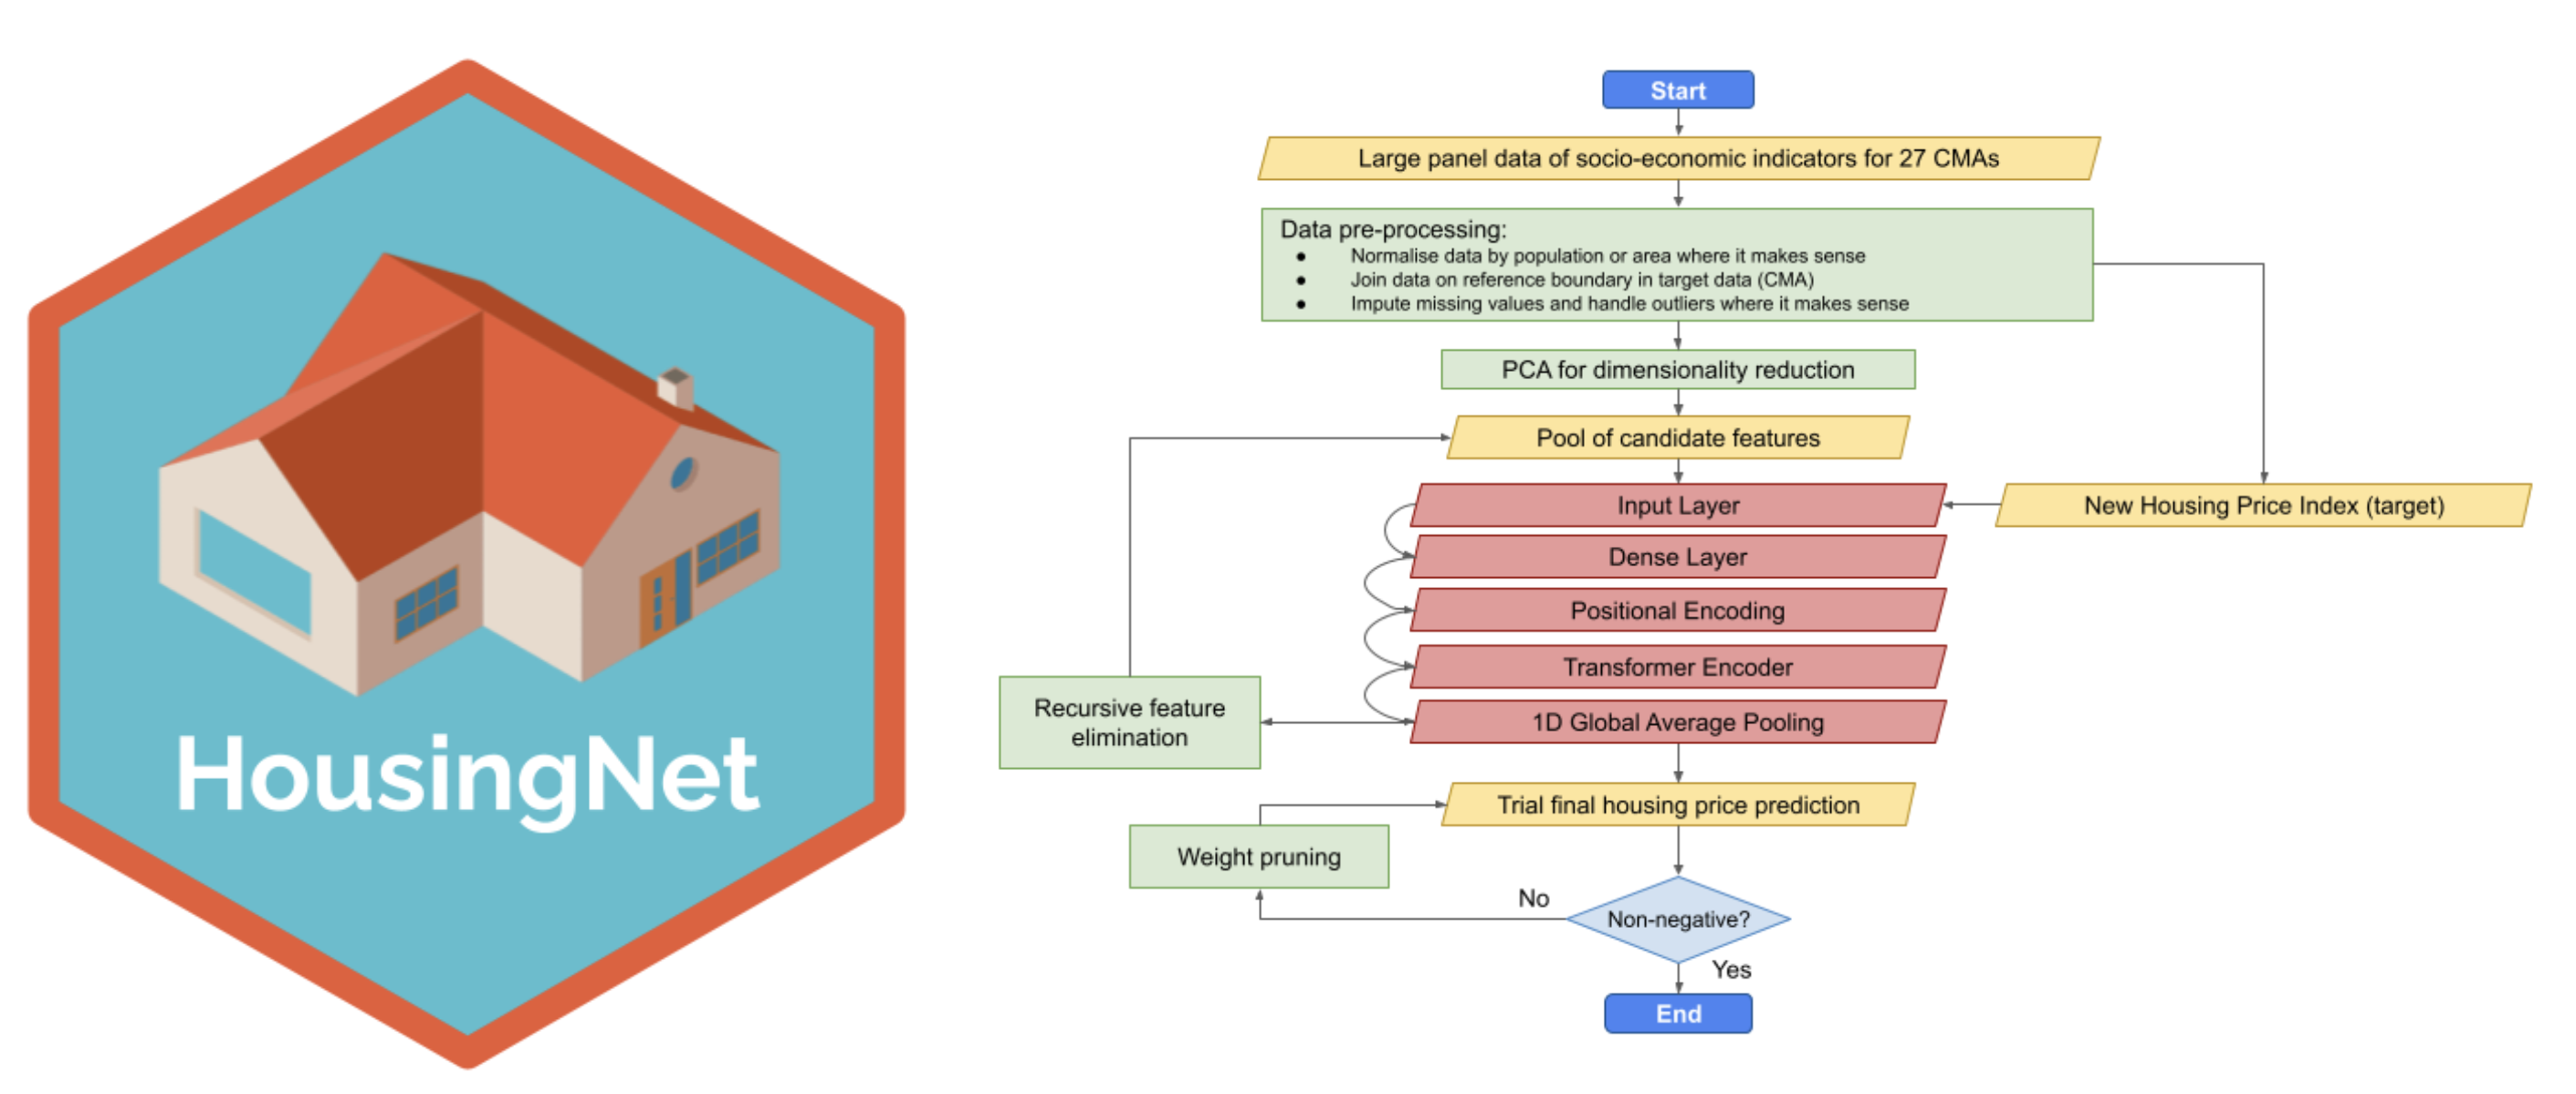 HousingNet
Start
Large panel data of socio-economic indicators for 27 CMAs
Data pre-processing:
● Normalise data by population or area where it makes sense
● Join data on reference boundary in target data (CMA)
● Impute missing values and handle outliers where it makes sense
PCA for dimensionality reduction
Pool of candidate features
Input Layer
New Housing Price Index (target)
Dense Layer
Positional Encoding
Transformer Encoder
Recursive feature
elimination
1D Global Average Pooling
Trial final housing price prediction
Weight pruning
No
Non-negative?
Yes
End